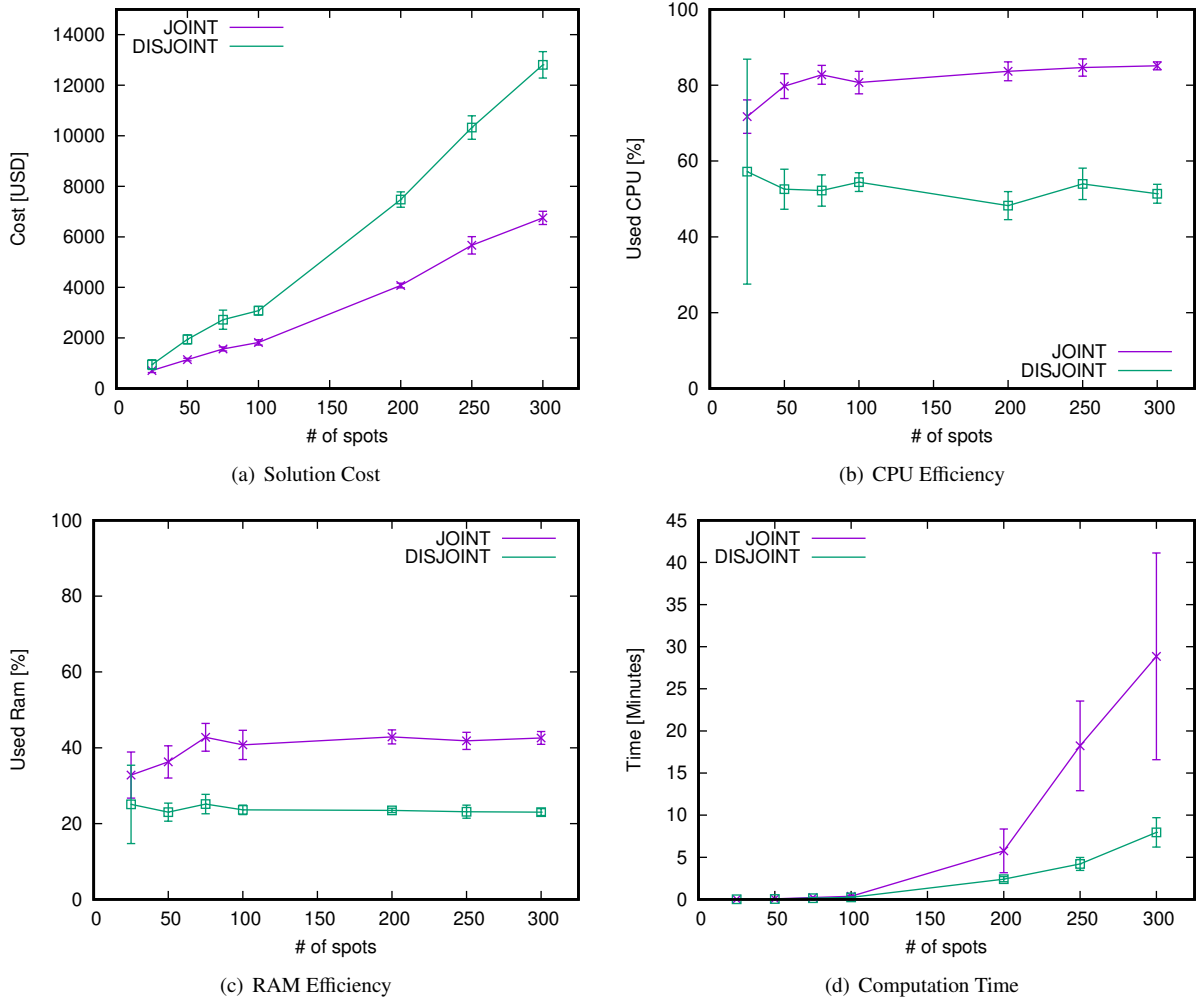 JOINT
DISJOINT
14000
12000
10000
8000
6000
4000
2000
0
Cost [USD]
0 50 100 150 200 250 300
# of spots
(a) Solution Cost
100
80
60
40
20
0
Used CPU [%]
JOINT
DISJOINT
0 50 100 150 200 250 300
# of spots
(b) CPU Efficiency
100
80
60
40
20
0
Used Ram [%]
JOINT
DISJOINT
0 50 100 150 200 250 300
# of spots
(c) RAM Efficiency
45
40
35
30
25
20
15
10
5
0
Time [Minutes]
JOINT
DISJOINT
0 50 100 150 200 250 300
# of spots
(d) Computation Time